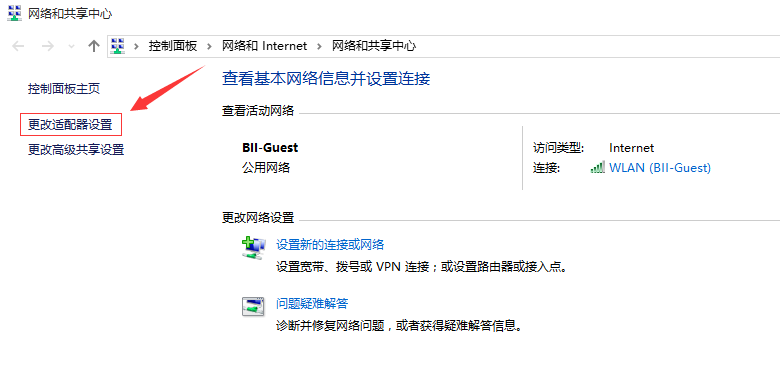 网络和共享中心
控制面板 > 网络和 Internet > 网络和共享中心
控制面板主页
更改适配器设置
更改高级共享设置
查看基本网络信息并设置连接
查看活动网络
BII-Guest
公用网络
访问类型: Internet
连接: WLAN (BII-Guest)
更改网络设置
设置新的连接或网络
设置宽带、拨号或 VPN 连接；或设置路由器或接入点。
问题疑难解答
诊断并修复网络问题，或者获得疑难解答信息。